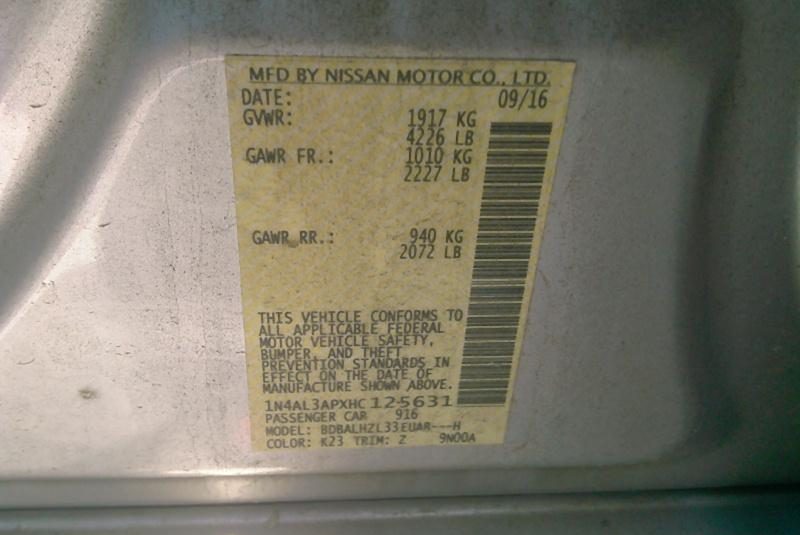 MFD BY NISSAN MOTOR CO., LTD.
DATE: 09/16
GVWR: 1917 KG
4226 LB
GAWR FR.: 1010 KG
2227 LB
GAWR RR.: 940 KG
2072 LB
THIS VEHICLE CONFORMS TO
ALL APPLICABLE FEDERAL
MOTOR VEHICLE SAFETY,
BUMPER, AND THEFT
PREVENTION STANDARDS IN
EFFECT ON THE DATE OF
MANUFACTURE SHOWN ABOVE.
1N4AL3APXHC125631
PASSENGER CAR 916
MODEL: BDBALHZL33EUAR---H
COLOR: K23 TRIM: Z 9N00A